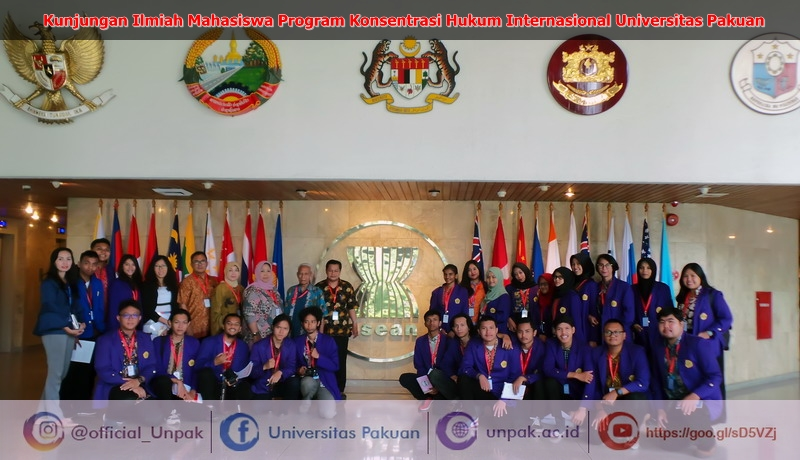 Kunjungan Ilmiah Mahasiswa Program Konsentrasi Hukum Internasional Universitas Pakuan
asean
@official_Unpak
Universitas Pakuan
unpak.ac.id
https://goo.gl/sD5VZj